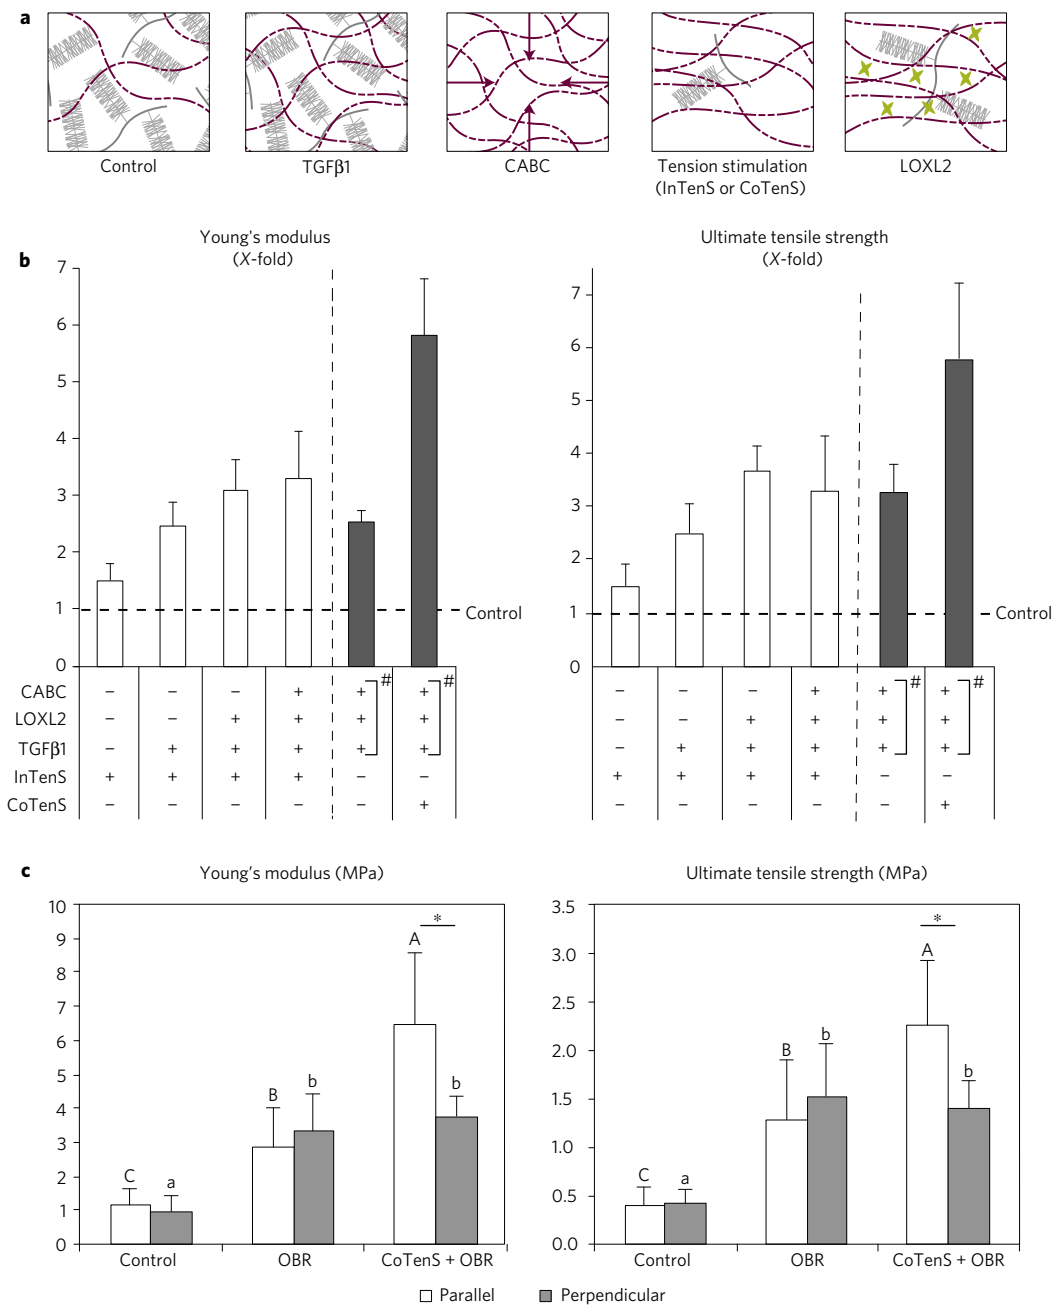 a
Control
TGFβ1
CABC
Tension stimulation
(InTenS or CoTenS)
LOXL2
b
Young's modulus
(X-fold)
7
6
5
4
3
2
1
0
Control
CABC – – – + + +
LOXL2 – – + + + +
TGFβ1 – + + + + +
InTenS + + + + – –
CoTenS – – – – – +
# #
Ultimate tensile strength
(X-fold)
7
6
5
4
3
2
1
0
Control
– – – + + +
– – + + + +
– + + + + +
+ + + + – –
– – – – – +
# #
c
Young's modulus (MPa)
10
9
8
7
6
5
4
3
2
1
0
C a B b A b
*
Control OBR CoTenS + OBR
Ultimate tensile strength (MPa)
3.5
3.0
2.5
2.0
1.5
1.0
0.5
0.0
C a B b A b
*
Control OBR CoTenS + OBR
Parallel Perpendicular